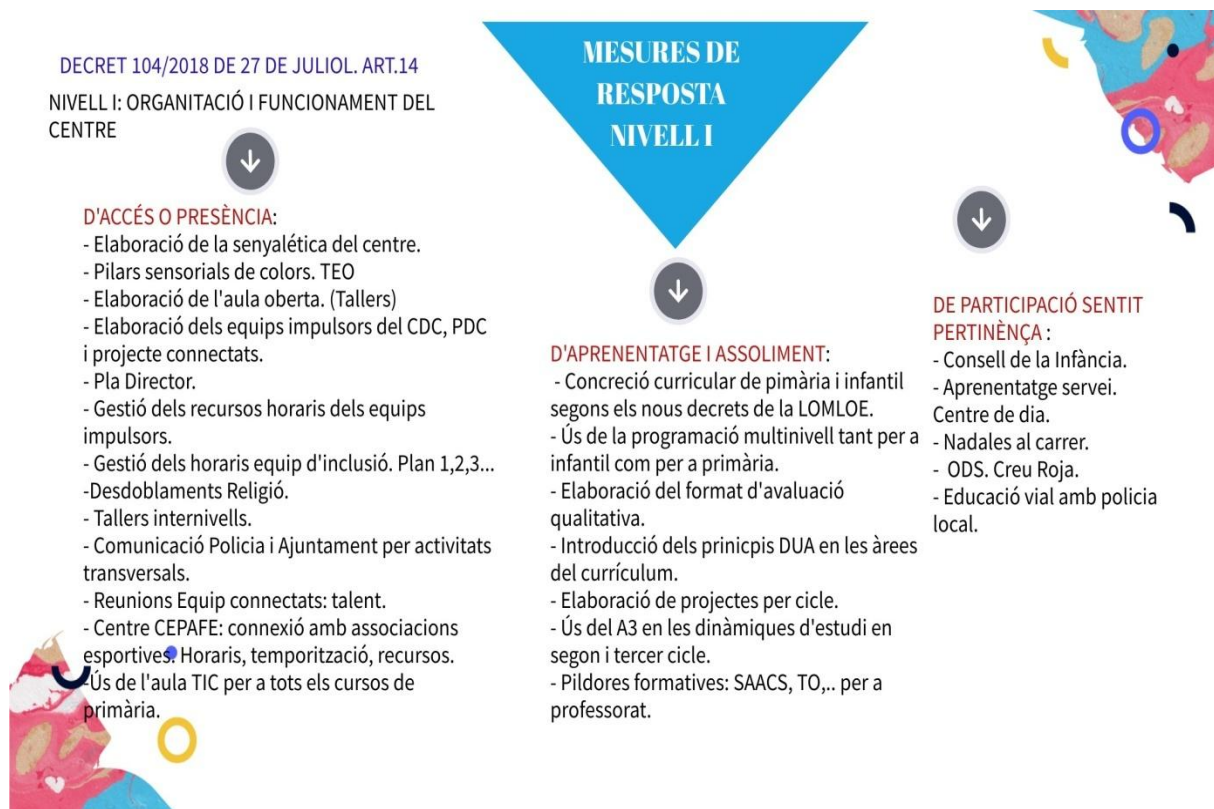 DECRET 104/2018 DE 27 DE JULIOL. ART.14
NIVELL I: ORGANITACIÓ I FUNCIONAMENT DEL
CENTRE
MESURES DE
RESPOSTA
NIVELL I
D'ACCÉS O PRESÈNCIA:
- Elaboració de la senyalética del centre.
- Pilars sensorials de colors. TEO
- Elaboració de l'aula oberta. (Tallers)
- Elaboració dels equips impulsors del CDC, PDC
i projecte connectats.
- Pla Director.
- Gestió dels recursos horaris dels equips
impulsors.
- Gestió dels horaris equip d'inclusió. Plan 1,2,3...
-Desdoblaments Religió.
- Tallers internivells.
- Comunicació Policia i Ajuntament per activitats
transversals.
- Reunions Equip connectats: talent.
- Centre CEPAFE: connexió amb associacions
esportives. Horaris, temporització, recursos.
-Ús de l'aula TIC per a tots els cursos de
primària.
D'APRENENTATGE I ASSOLIMENT:
- Concreció curricular de pimària i infantil
segons els nous decrets de la LOMLOE.
- Ús de la programació multinivell tant per a
infantil com per a primària.
- Elaboració del format d'avaluació
qualitativa.
- Introducció dels prinicpis DUA en les àrees
del currículum.
- Elaboració de projectes per cicle.
- Ús del A3 en les dinàmiques d'estudi en
segon i tercer cicle.
- Pildores formatives: SAACS, TO,.. per a
professorat.
DE PARTICIPACIÓ SENTIT
PERTINÈNÇA :
- Consell de la Infància.
- Aprenentatge servei.
Centre de dia.
- Nadales al carrer.
- ODS. Creu Roja.
- Educació vial amb policia
local.